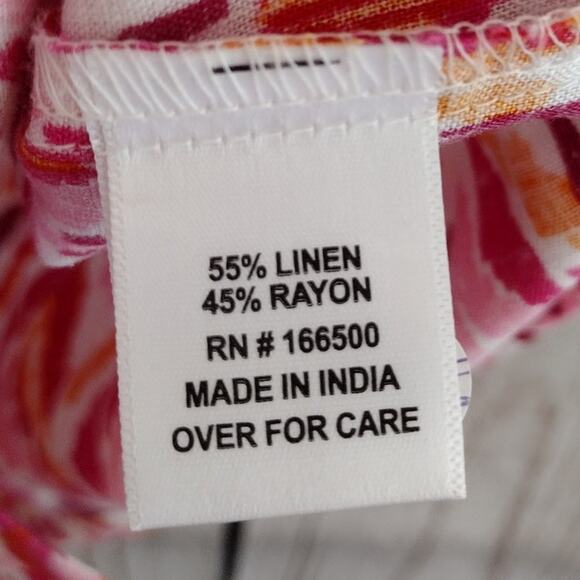 55% LINEN
45% RAYON
RN # 166500
MADE IN INDIA
OVER FOR CARE